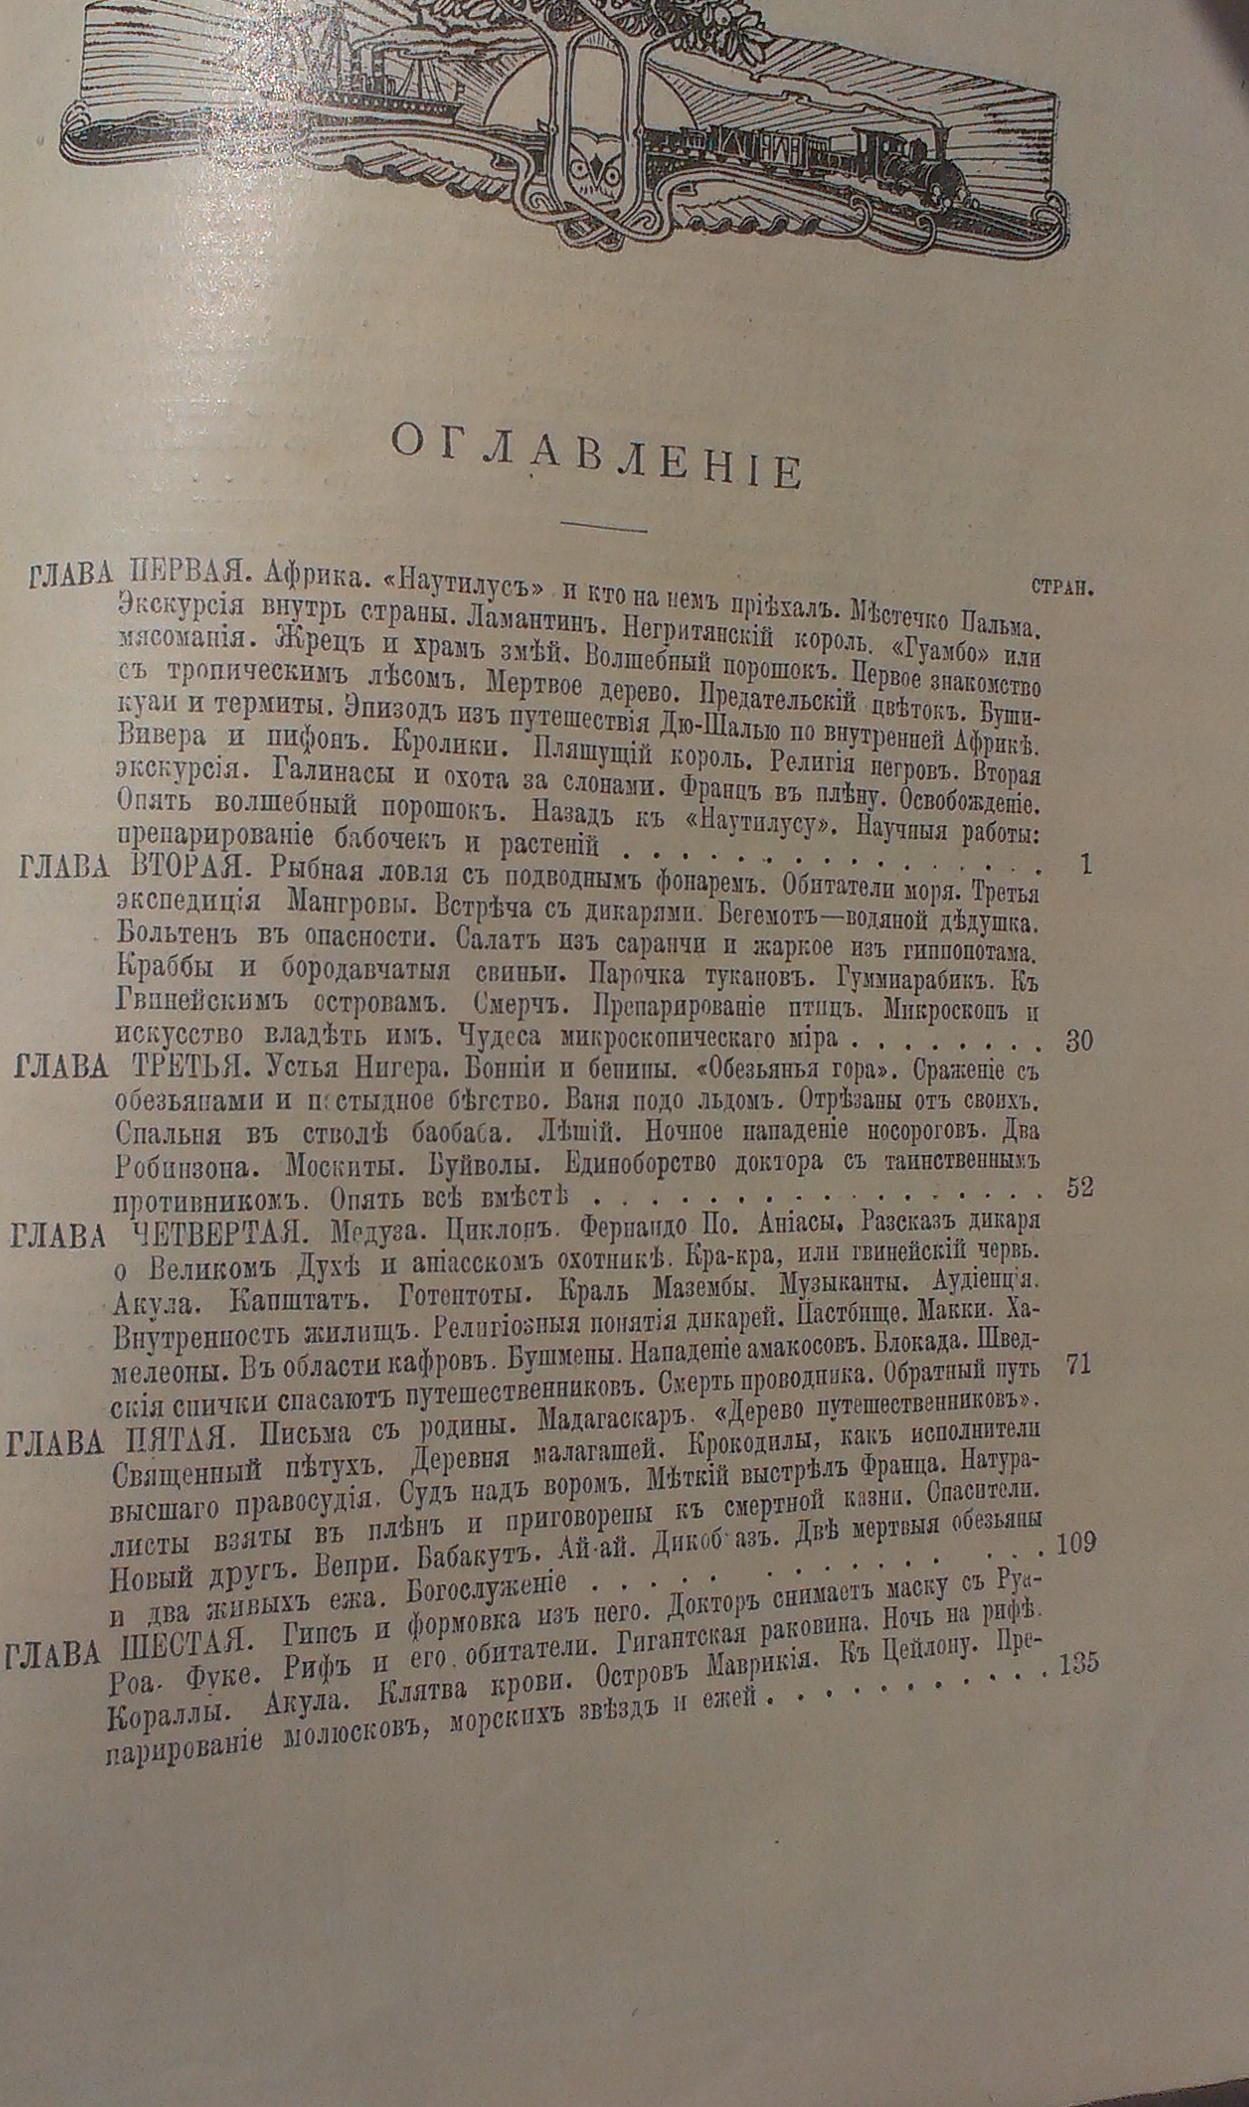 ОГЛАВЛЕНІЕ
СТРАН.
ГЛАВА ПЕРВАЯ. Африка. «Наутилусъ» и кто на немъ пріѣхалъ. Мѣстечко Пальма.
Экскурсія внутрь страны. Ламантинъ. Негритянскій король. «Гуамбо» или
мясоманія. Жрецъ и храмъ змѣй. Волшебный порошокъ. Первое знакомство
съ тропическимъ лѣсомъ. Мертвое дерево. Предательскій цвѣтокъ. Буши-
куаи и термиты. Эпизодъ изъ путешествія Дю-Шалью по внутренней Африкѣ.
Вивера и пифонъ. Кролики. Пляшущій король. Религія негровъ. Вторая
экскурсія. Галинасы и охота за слонами. Францъ въ плѣну. Освобожденіе.
Опять волшебный порошокъ. Назадъ къ «Наутилусу». Научныя работы:
препарированіе бабочекъ и растеній . . . . . . . . . . . . . . . 1
ГЛАВА ВТОРАЯ. Рыбная ловля съ подводнымъ фонаремъ. Обитатели моря. Третья
экспедиція Мангровы. Встрѣча съ дикарями. Бегемотъ—водяной дѣдушка.
Больтенъ въ опасности. Салатъ изъ саранчи и жаркое изъ гиппопотама.
Краббы и бородавчатыя свиньи. Парочка тукановъ. Гуммиарабикъ. Къ
Гвинейскимъ островамъ. Смерчъ. Препарированіе птицъ. Микроскопъ и
искусство владѣть имъ. Чудеса микроскопическаго міра . . . . . . . . 30
ГЛАВА ТРЕТЬЯ. Устья Нигера. Бонніи и бенины. «Обезьянья гора». Сраженіе съ
обезьянами и постыдное бѣгство. Ваня подо льдомъ. Отрѣзаны отъ своихъ.
Спальня въ стволѣ баобаба. Лѣшій. Ночное нападеніе носороговъ. Два
Робинзона. Москиты. Буйволы. Единоборство доктора съ таинственнымъ
противникомъ. Опять всѣ вмѣстѣ . . . . . . . . . . . . . . . . 52
ГЛАВА ЧЕТВЕРТАЯ. Медуза. Циклонъ. Фернандо По. Аніасы. Разсказъ дикаря
о Великомъ Духѣ и аніасскомъ охотникѣ. Кра-кра, или гвинейскій червь.
Акула. Капштатъ. Готентоты. Краль Маземобы. Музыканты. Аудіенція.
Внутренность жилищъ. Религіозныя понятія дикарей. Пастбище. Макки. Ха-
мелеоны. Въ области кафровъ. Бушмены. Нападеніе амакосовъ. Блокада. Швед-
скія спички спасаютъ путешественниковъ. Смерть проводника. Обратный путь 71
ГЛАВА ПЯТАЯ. Письма съ родины. Мадагаскаръ. «Дерево путешественниковъ».
Священный пѣтухъ. Деревня малагашей. Крокодилы, какъ исполнители
высшаго правосудія. Судъ надъ воромъ. Мѣткій выстрѣлъ Франца. Натура-
листы взяты въ плѣнъ и приговорены къ смертной казни. Спасители.
Новый другъ. Вепри. Бабакутъ. Ай-ай. Дикобразъ. Двѣ мертвыя обезьяны
и два живыхъ ежа. Богослуженіе . . . . . . . . . . . . . 109
ГЛАВА ШЕСТАЯ. Гипсъ и формовка изъ него. Докторъ снимаетъ маску съ Руа-
Роа. Фуке. Рифъ и его обитатели. Гигантская раковина. Ночь на рифѣ.
Кораллы. Акула. Клятва крови. Островъ Маврикія. Къ Цейлону. Пре-
парированіе молюсковъ, морскихъ звѣздъ и ежей . . . . . . . . . . 135